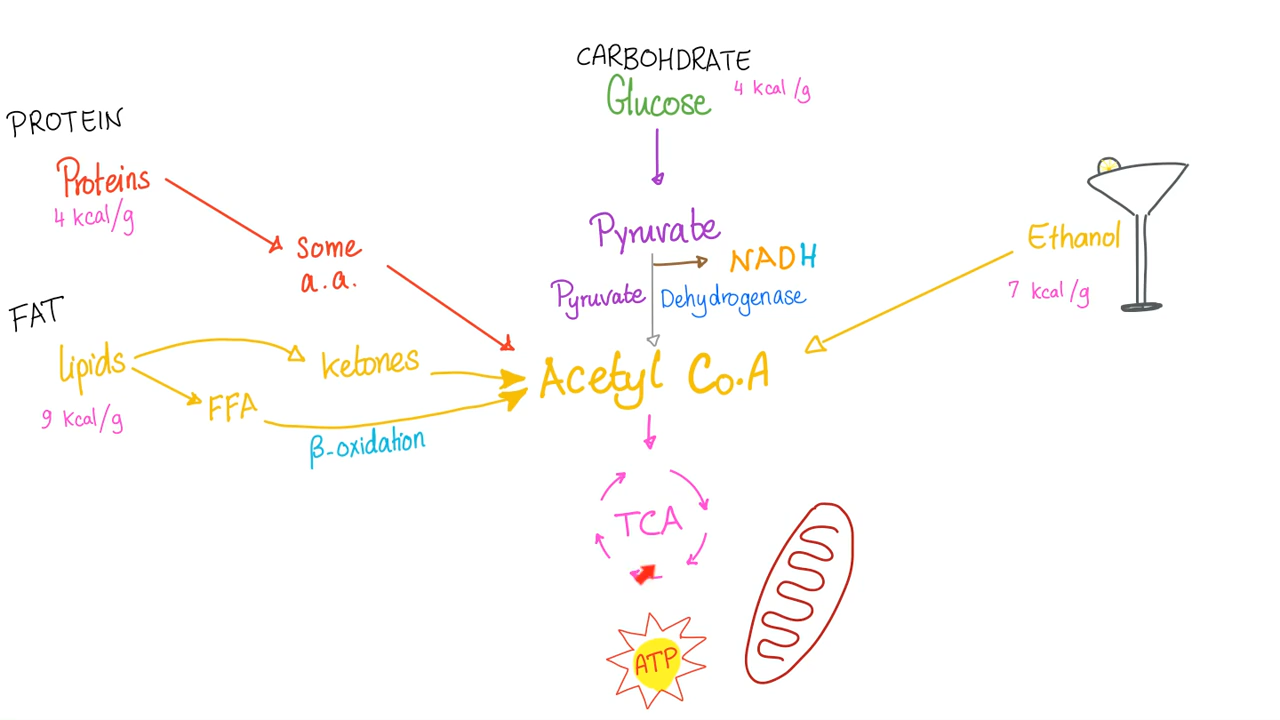 CARBOHDRATE
Glucose 4 kcal/g
PROTEIN
Proteins
4 kcal/g
some
a.a.
Pyruvate
NADH
Pyruvate Dehydrogenase
Ethanol
7 kcal/g
FAT
lipids
9 kcal/g
ketones
FFA
β-oxidation
Acetyl Co.A
TCA
ATP